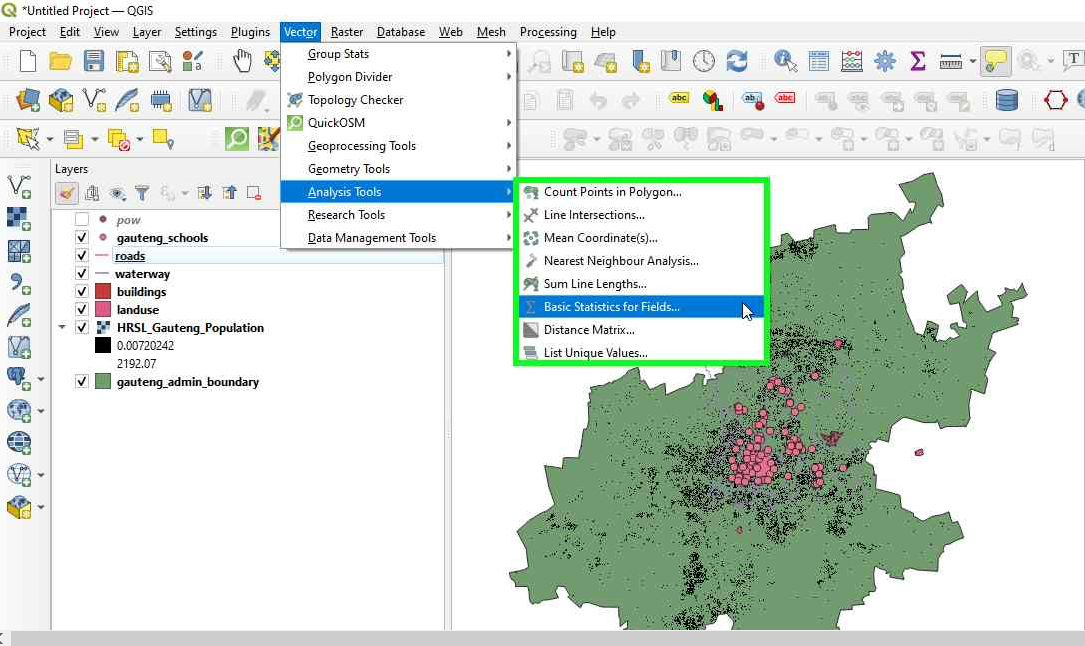 *Untitled Project — QGIS
Project Edit View Layer Settings Plugins Vector Raster Database Web Mesh Processing Help
Group Stats
Polygon Divider
Topology Checker
QuickOSM
Geoprocessing Tools
Geometry Tools
Analysis Tools
Research Tools
Data Management Tools
Count Points in Polygon...
Line Intersections...
Mean Coordinate(s)...
Nearest Neighbour Analysis...
Sum Line Lengths...
Basic Statistics for Fields...
Distance Matrix...
List Unique Values...
abc
ab
abc
Layers
pow
gauteng_schools
roads
waterway
buildings
landuse
HRSL_Gauteng_Population
0.00720242
2192.07
gauteng_admin_boundary